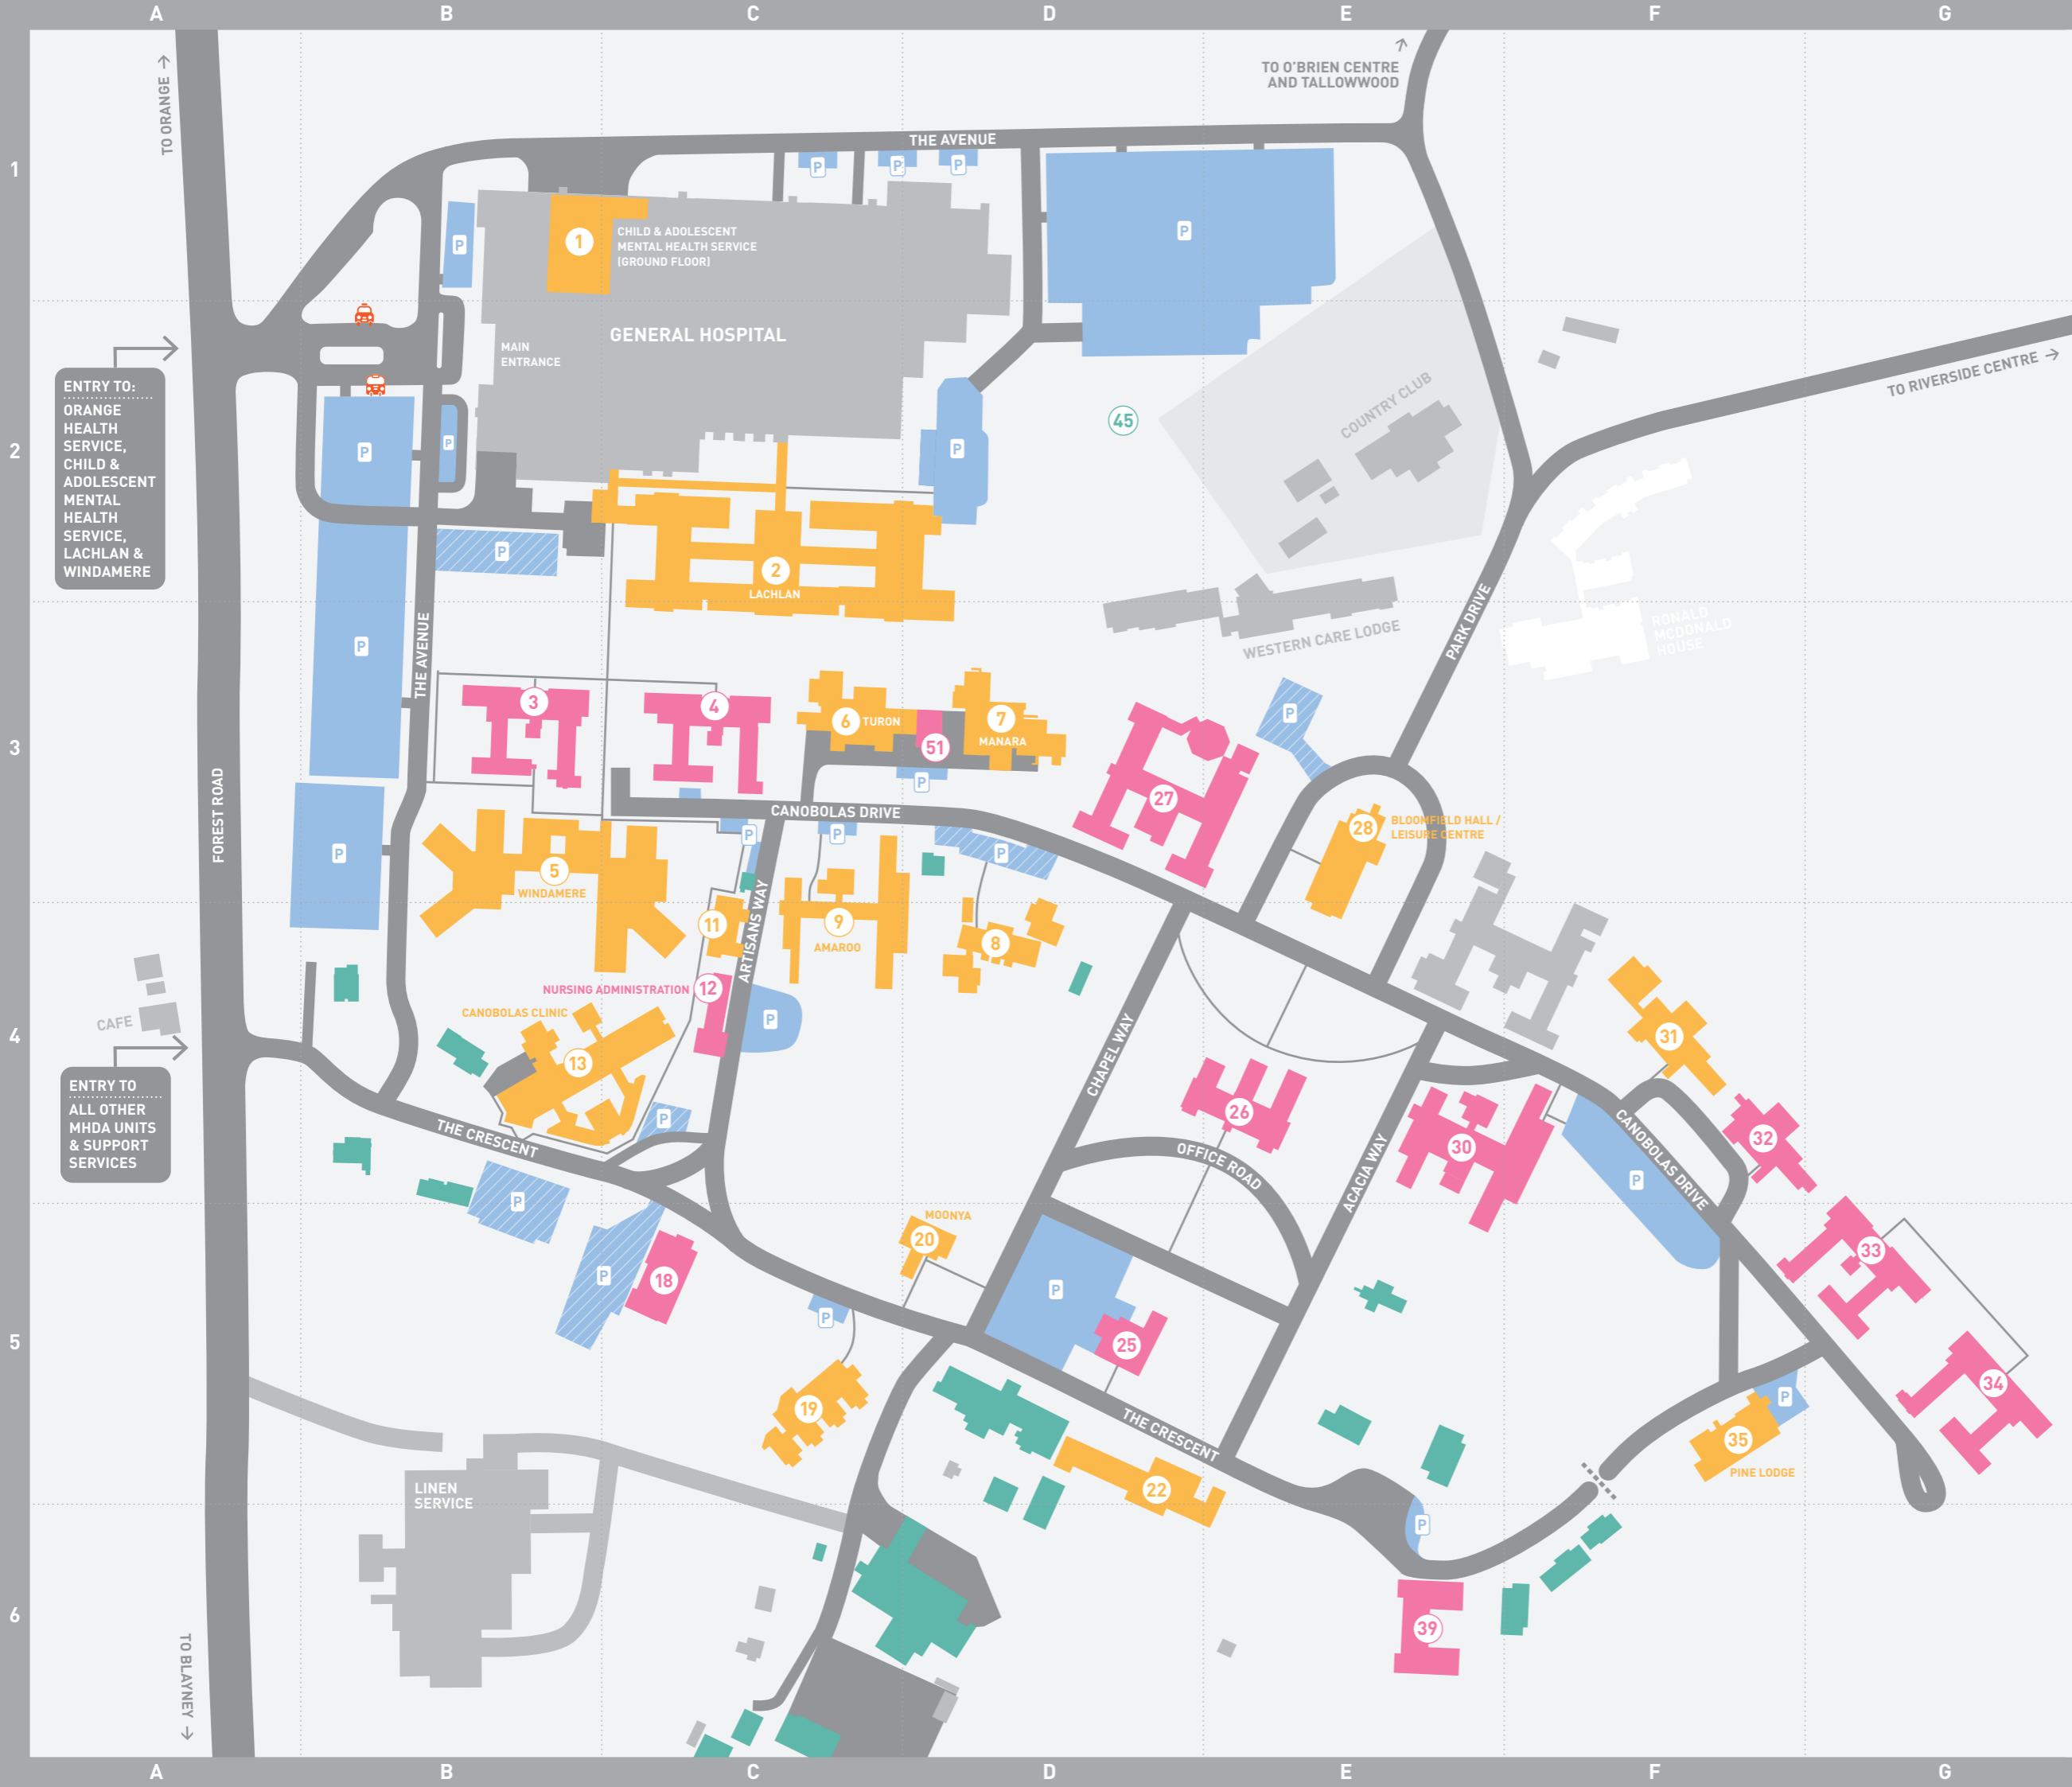 A B C D E F G
TO ORANGE →
TO O'BRIEN CENTRE
AND TALLOWWOOD
THE AVENUE
1
P P P
P
P
1
CHILD & ADOLESCENT
MENTAL HEALTH SERVICE
(GROUND FLOOR)
GENERAL HOSPITAL
MAIN
ENTRANCE
ENTRY TO:
ORANGE
HEALTH
SERVICE,
CHILD &
ADOLESCENT
MENTAL
HEALTH
SERVICE,
LACHLAN &
WINDAMERE
TO RIVERSIDE CENTRE →
COUNTRY CLUB
45
2
P
P
P
P
2
LACHLAN
WESTERN CARE LODGE
PARK DRIVE
RONALD
MCDONALD
HOUSE
THE AVENUE
P
3
4
6 TURON
51
7
MANARA
P
3
P
27
CANOBOLAS DRIVE
FOREST ROAD
P
P
P
P
28
BLOOMFIELD HALL /
LEISURE CENTRE
5
WINDAMERE
11
ARTISANS WAY
9
AMAROO
8
NURSING ADMINISTRATION 12
CANOBOLAS CLINIC
13
P
CAFE
4
31
CHAPEL WAY
ENTRY TO
ALL OTHER
MHDA UNITS
& SUPPORT
SERVICES
THE CRESCENT
P
26
30
32
CANOBOLAS DRIVE
OFFICE ROAD
ACACIA WAY
P
P
MOONYA
20
33
P
18
P
P
5
25
34
19
P
THE CRESCENT
35
PINE LODGE
22
LINEN
SERVICE
P
6
39
TO BLAYNEY →
A B C D E F G